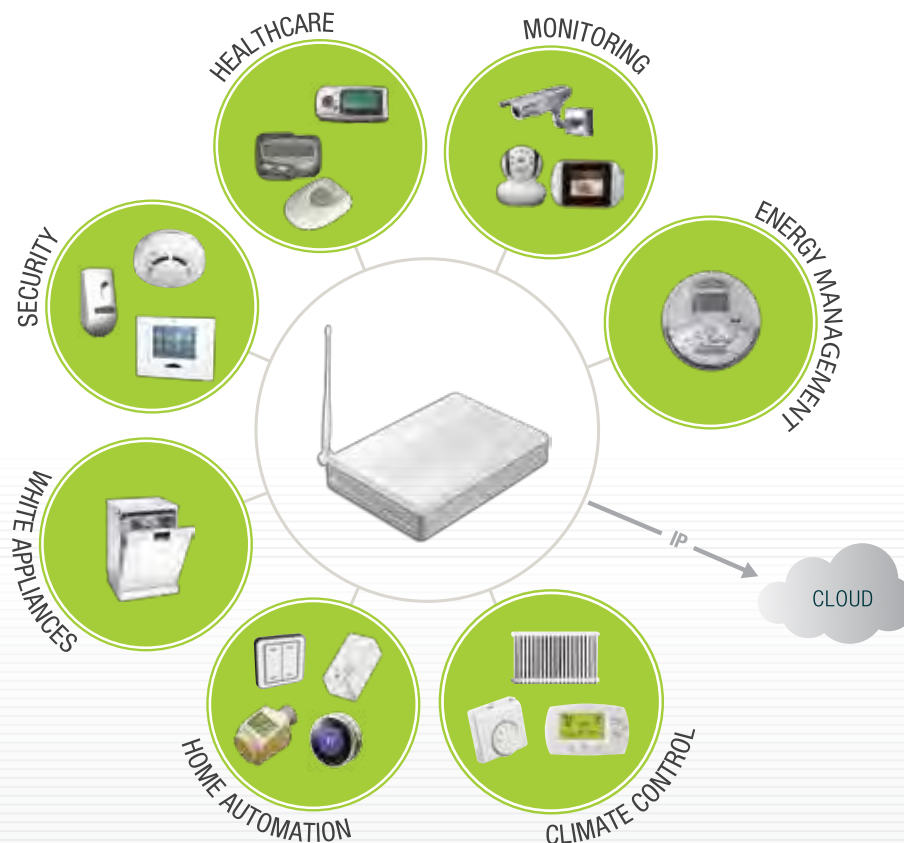 HEALTHCARE
MONITORING
ENERGY MANAGEMENT
SECURITY
WHITE APPLIANCES
IP
CLOUD
HOME AUTOMATION
CLIMATE CONTROL